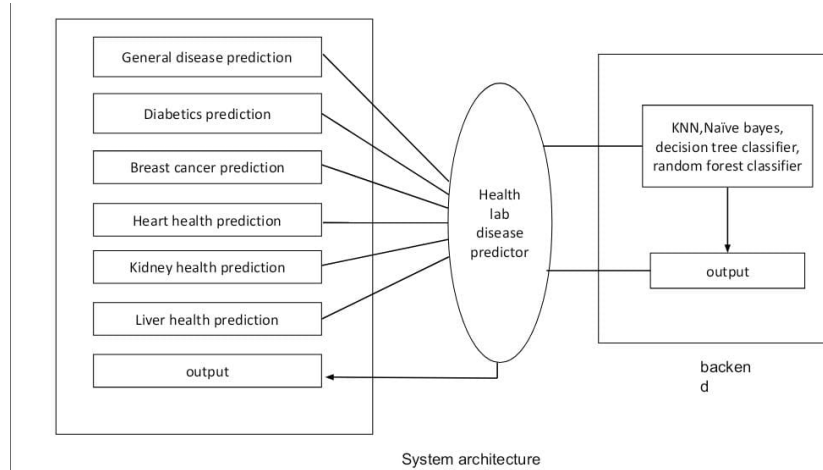 General disease prediction
Diabetics prediction
Breast cancer prediction
Heart health prediction
Kidney health prediction
Liver health prediction
output
Health
lab
disease
predictor
KNN,Naïve bayes,
decision tree classifier,
random forest classifier
output
backen
d
System architecture